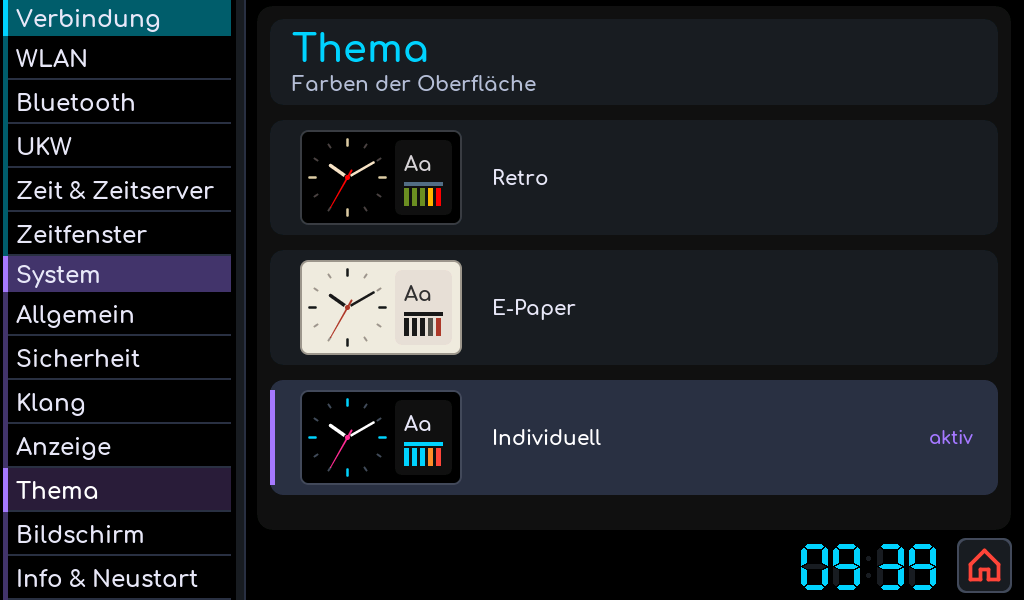 Verbindung
WLAN
Bluetooth
UKW
Zeit & Zeitserver
Zeitfenster
System
Allgemein
Sicherheit
Klang
Anzeige
Thema
Bildschirm
Info & Neustart
Thema
Farben der Oberfläche
Aa
Retro
Aa
E-Paper
Aa
Individuell
aktiv
09:39